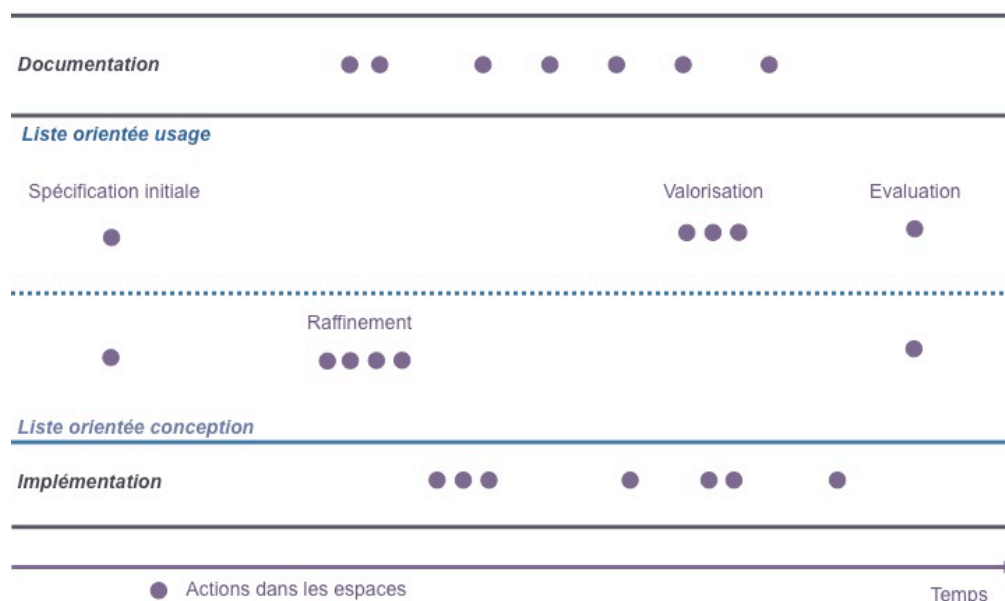 Documentation
Liste orientée usage
Spécification initiale
Valorisation
Evaluation
Raffinement
Liste orientée conception
Implémentation
Actions dans les espaces
Temps